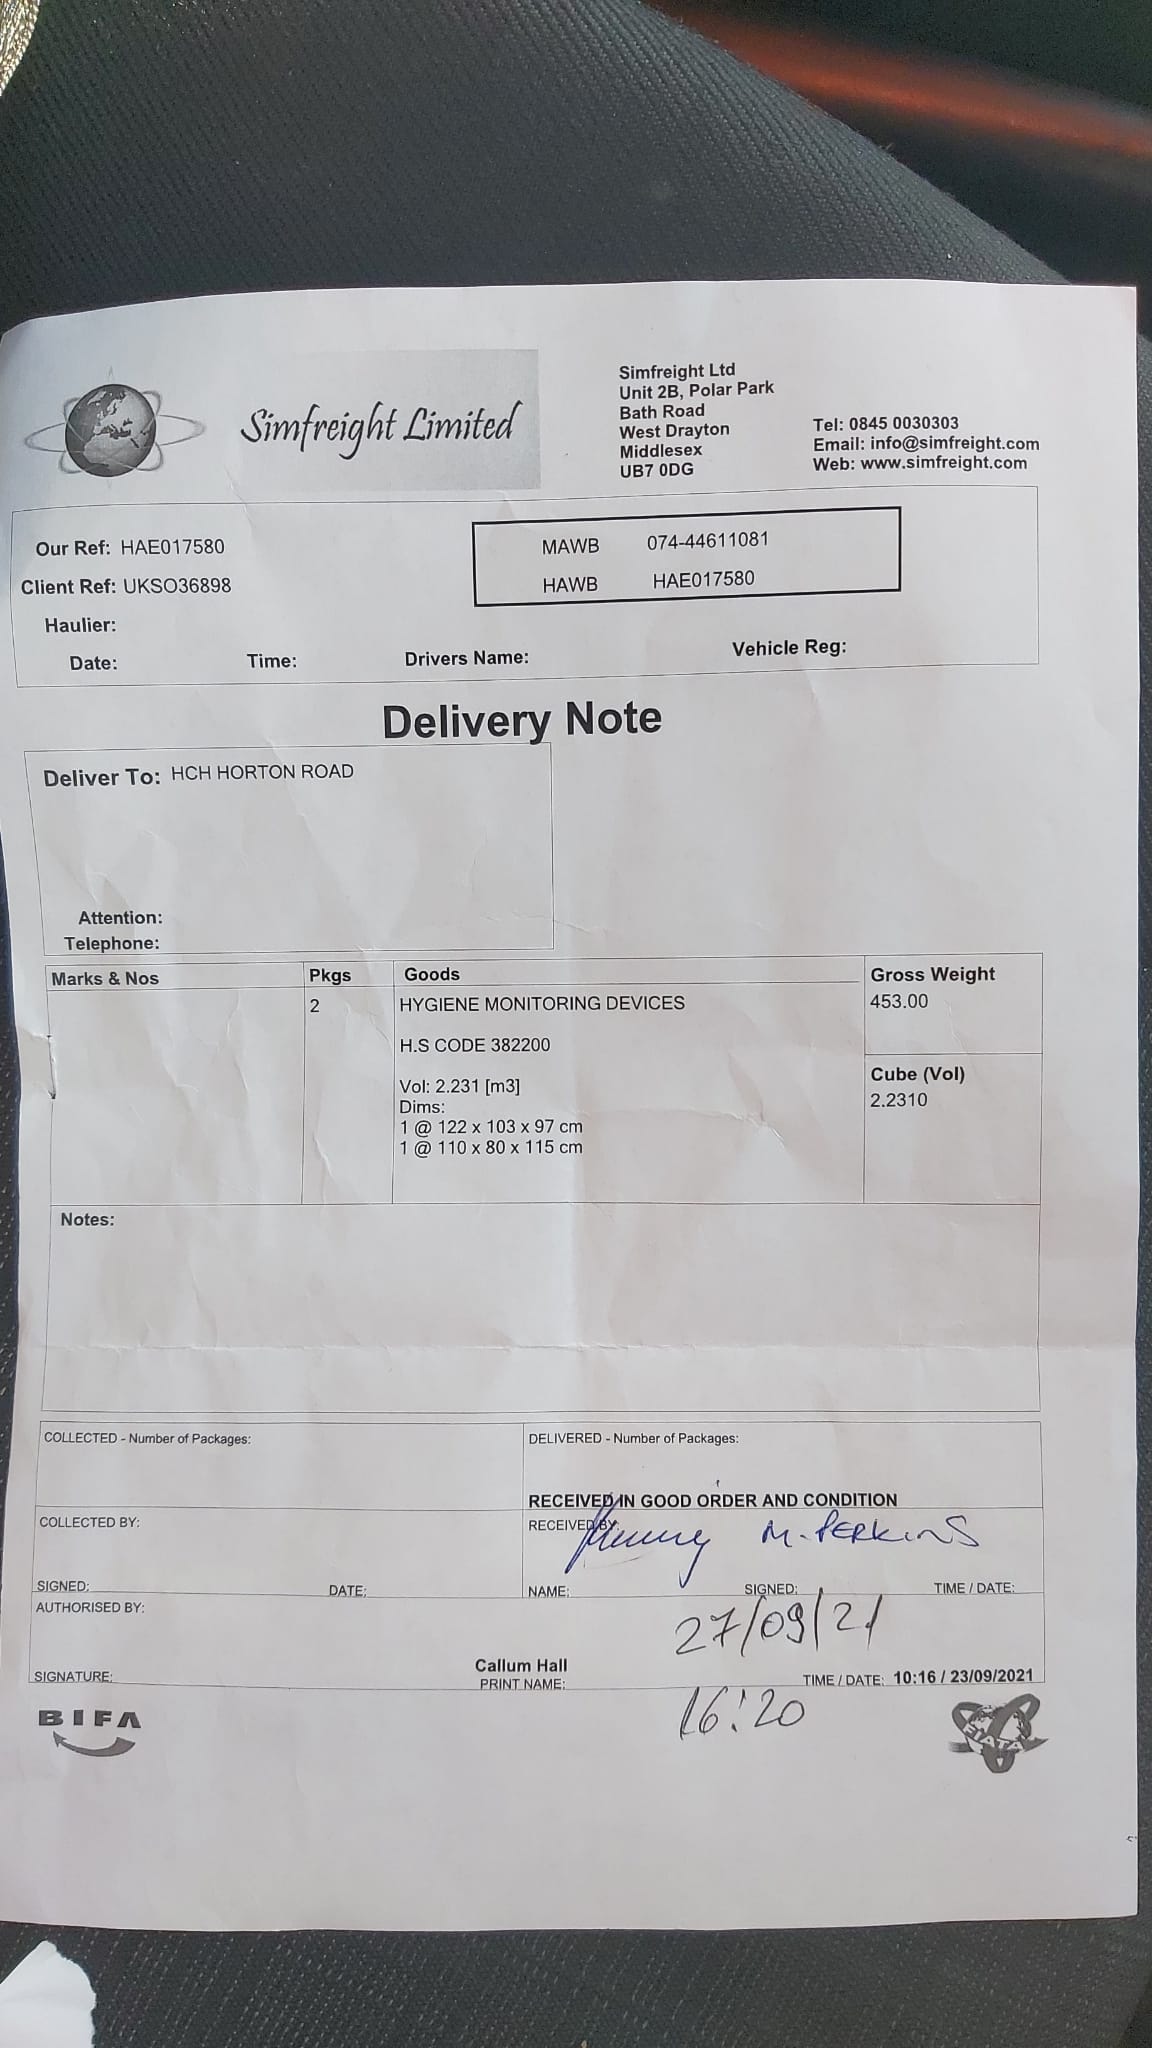 Simfreight Limited
Simfreight Ltd
Unit 2B, Polar Park
Bath Road
West Drayton
Middlesex
UB7 0DG
Tel: 0845 0030303
Email: info@simfreight.com
Web: www.simfreight.com
Our Ref: HAE017580
Client Ref: UKSO36898
Haulier:
Date: Time: Drivers Name: Vehicle Reg:
MAWB 074-44611081
HAWB HAE017580
Delivery Note
Deliver To: HCH HORTON ROAD
Attention:
Telephone:
Marks & Nos Pkgs Goods Gross Weight
2 HYGIENE MONITORING DEVICES 453.00
H.S CODE 382200
Vol: 2.231 [m3]
Cube (Vol)
2.2310
Dims:
1 @ 122 x 103 x 97 cm
1 @ 110 x 80 x 115 cm
Notes:
COLLECTED - Number of Packages: DELIVERED - Number of Packages:
RECEIVED IN GOOD ORDER AND CONDITION
COLLECTED BY: RECEIVED BY:
M. PERKINS
SIGNED: DATE: NAME: SIGNED: TIME / DATE:
AUTHORISED BY:
27/09/21
Callum Hall
SIGNATURE: PRINT NAME: TIME / DATE: 10:16 / 23/09/2021
16:20
BIFA
FIATA